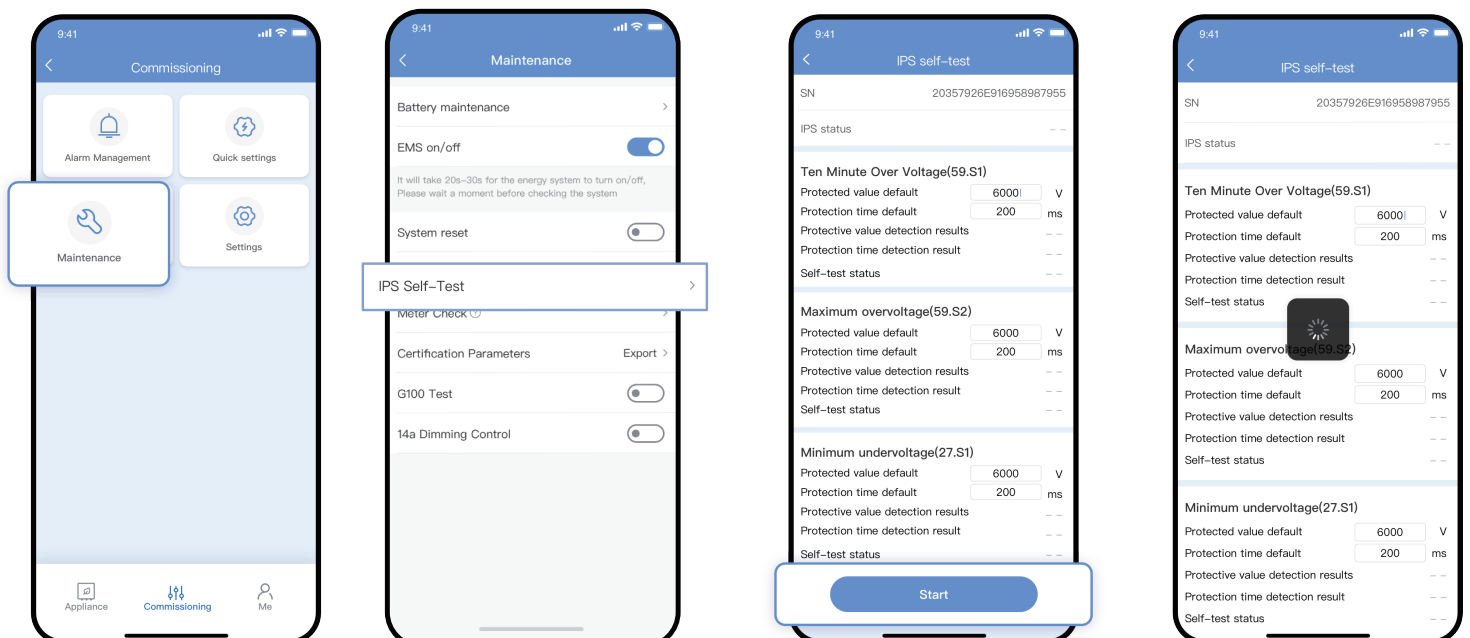 9:41
Commissioning
Alarm Management
Quick settings
Maintenance
Settings
Appliance
Commissioning
Me
9:41
Maintenance
Battery maintenance
EMS on/off
It will take 20s–30s for the energy system to turn on/off,
Please wait a moment before checking the system
System reset
IPS Self–Test
Meter Check
Certification Parameters Export
G100 Test
14a Dimming Control
9:41
IPS self–test
SN 20357926E916958987955
IPS status – –
Ten Minute Over Voltage(59.S1)
Protected value default 6000 V
Protection time default 200 ms
Protective value detection results – –
Protection time detection result – –
Self–test status – –
Maximum overvoltage(59.S2)
Protected value default 6000 V
Protection time default 200 ms
Protective value detection results – –
Protection time detection result – –
Self–test status – –
Minimum undervoltage(27.S1)
Protected value default 6000 V
Protection time default 200 ms
Protective value detection results – –
Protection time detection result – –
Self–test status – –
Start
9:41
IPS self–test
SN 20357926E916958987955
IPS status – –
Ten Minute Over Voltage(59.S1)
Protected value default 6000 V
Protection time default 200 ms
Protective value detection results – –
Protection time detection result – –
Self–test status – –
Maximum overvoltage(59.S2)
Protected value default 6000 V
Protection time default 200 ms
Protective value detection results – –
Protection time detection result – –
Self–test status – –
Minimum undervoltage(27.S1)
Protected value default 6000 V
Protection time default 200 ms
Protective value detection results – –
Protection time detection result – –
Self–test status – –